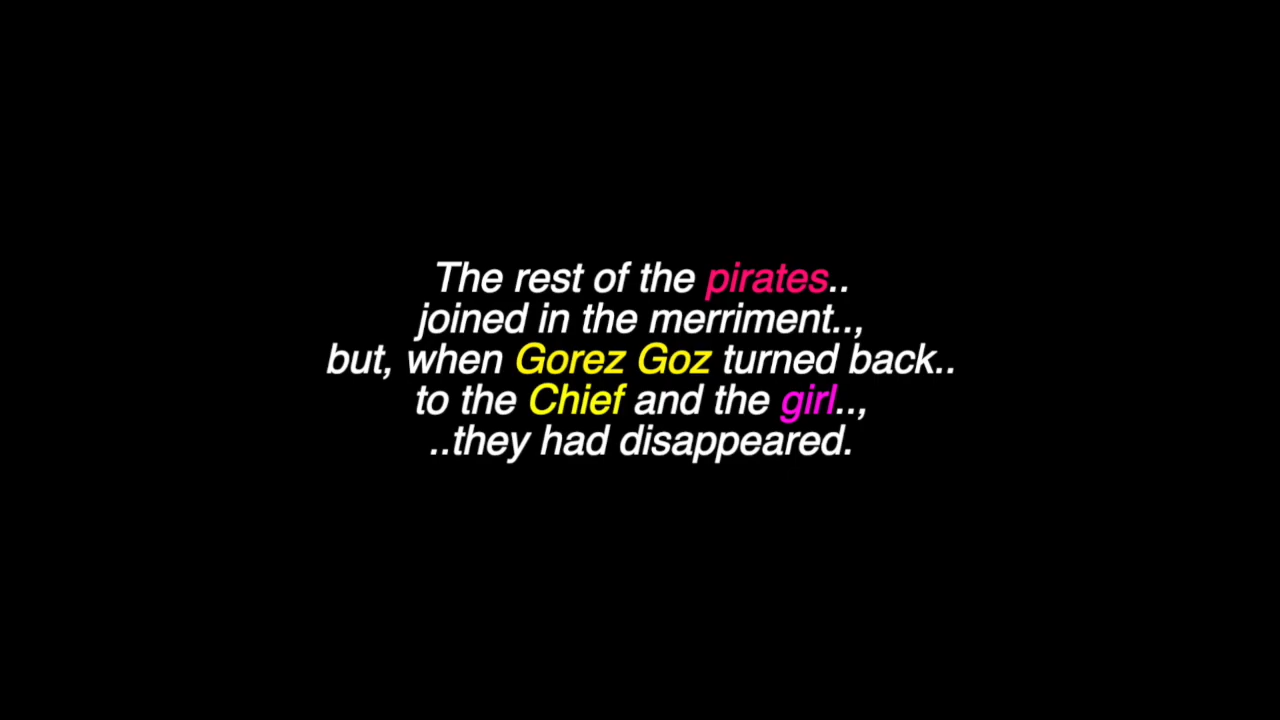 The rest of the pirates..
joined in the merriment..,
but, when Gorez Goz turned back..
to the Chief and the girl..,
..they had disappeared.